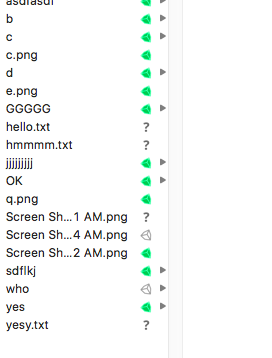 asdfasdf
b
c
c.png
d
e.png
GGGGG
hello.txt ?
hmmmm.txt ?
jjjjjjjjj
OK
q.png
Screen Sh...1 AM.png ?
Screen Sh...4 AM.png
Screen Sh...2 AM.png
sdflkj
who
yes
yesy.txt ?